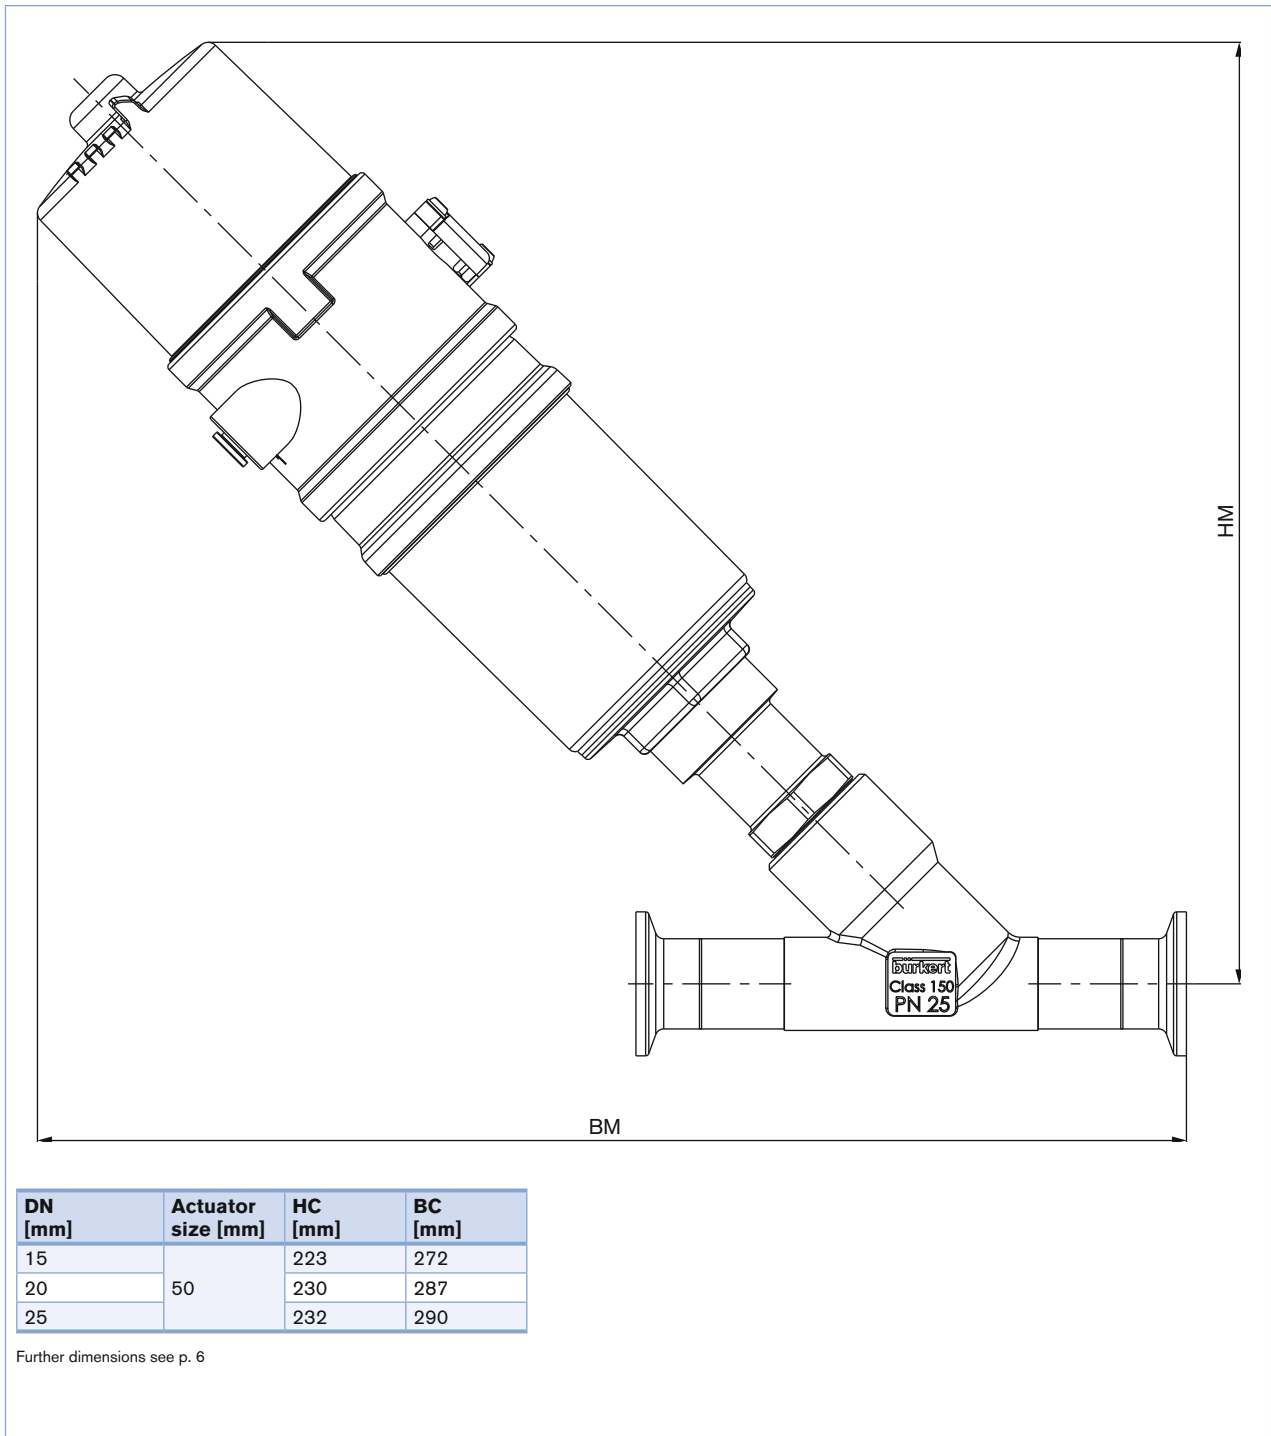 HM
bürkert
Class 150
PN 25
BM
DN [mm] Actuator size [mm] HC [mm] BC [mm]
15 50 223 272
20 230 287
25 232 290
Further dimensions see p. 6